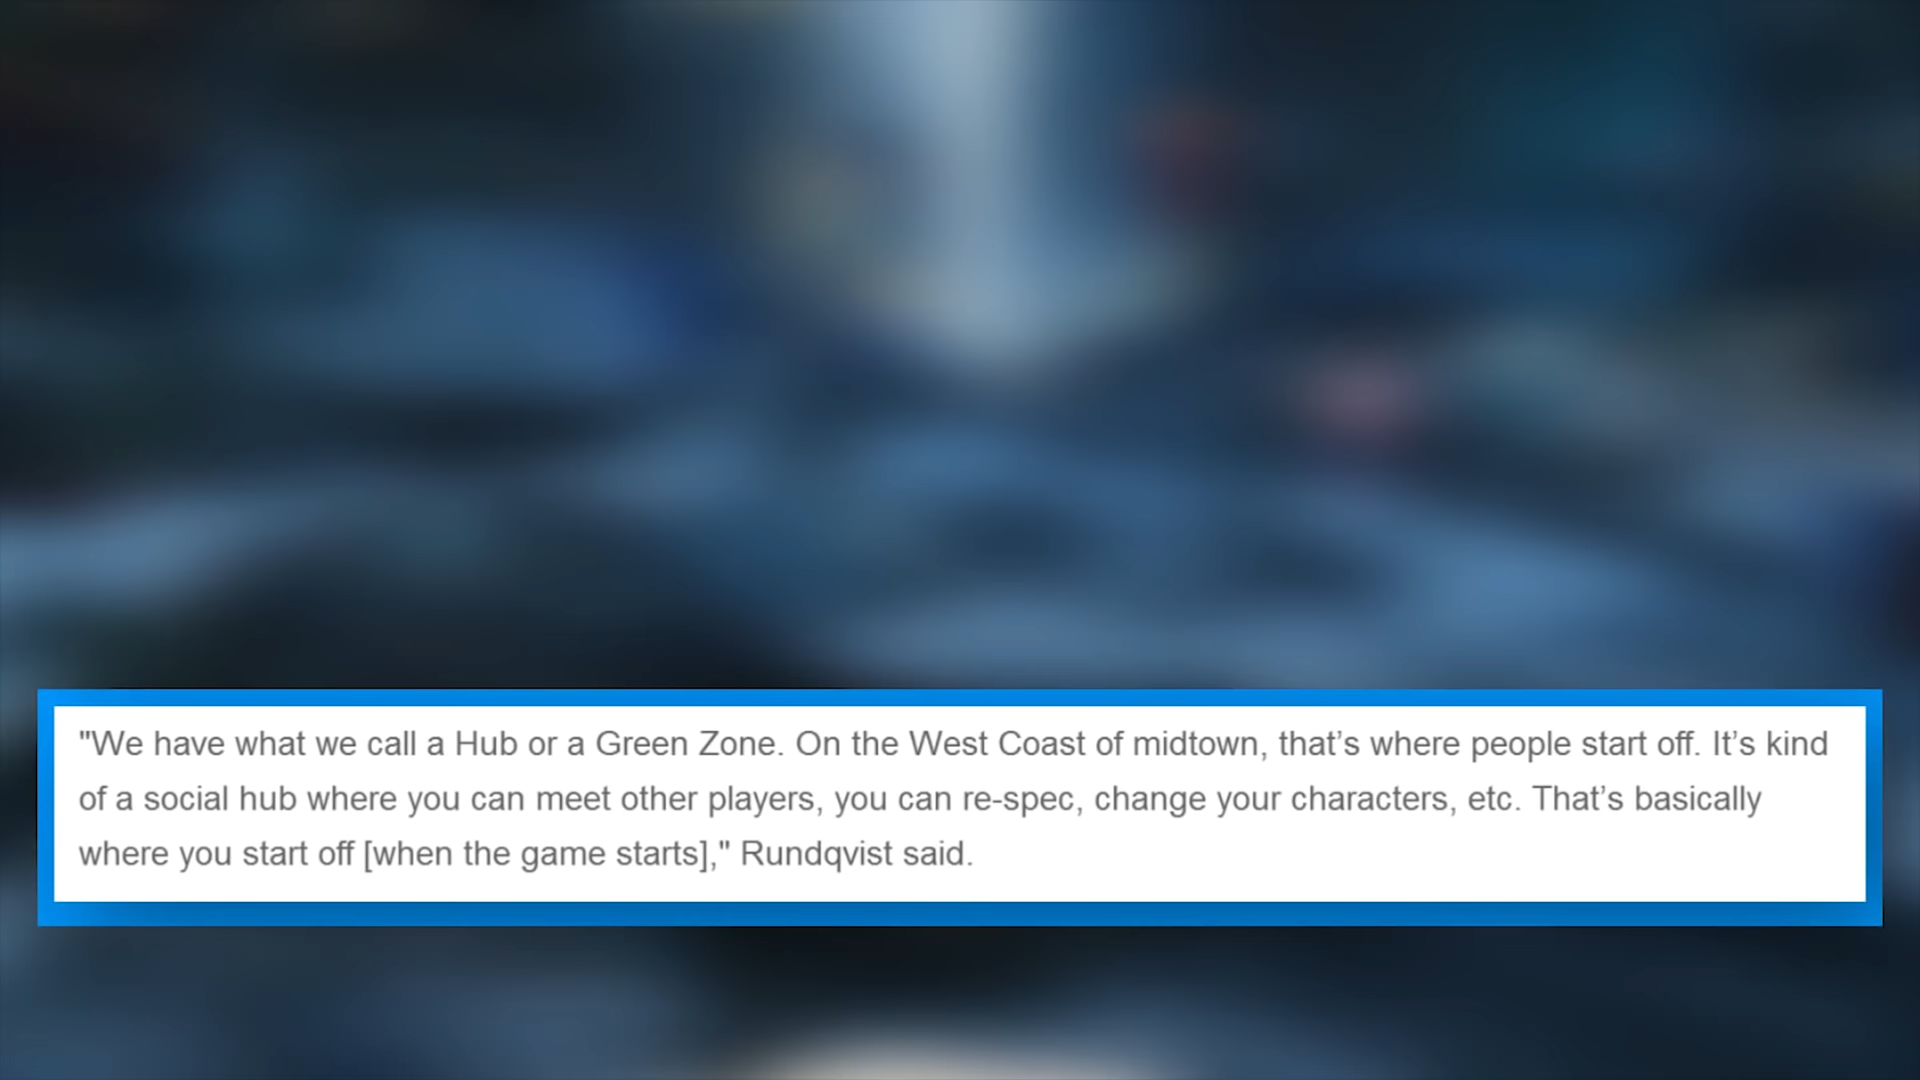 "We have what we call a Hub or a Green Zone. On the West Coast of midtown, that’s where people start off. It’s kind
of a social hub where you can meet other players, you can re-spec, change your characters, etc. That’s basically
where you start off [when the game starts]," Rundqvist said.